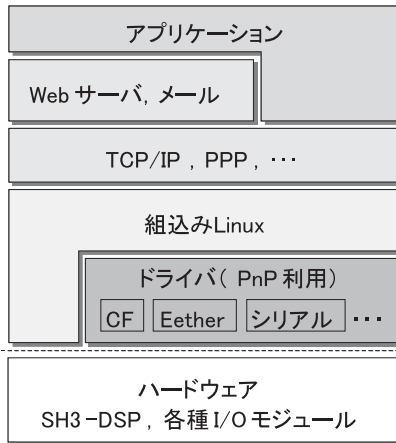 アプリケーション
Web サーバ, メール
TCP/IP , PPP , ･･･
組込みLinux
ドライバ( PnP 利用)
CF Eether シリアル ･･･
ハードウェア
SH3-DSP , 各種 I/O モジュール